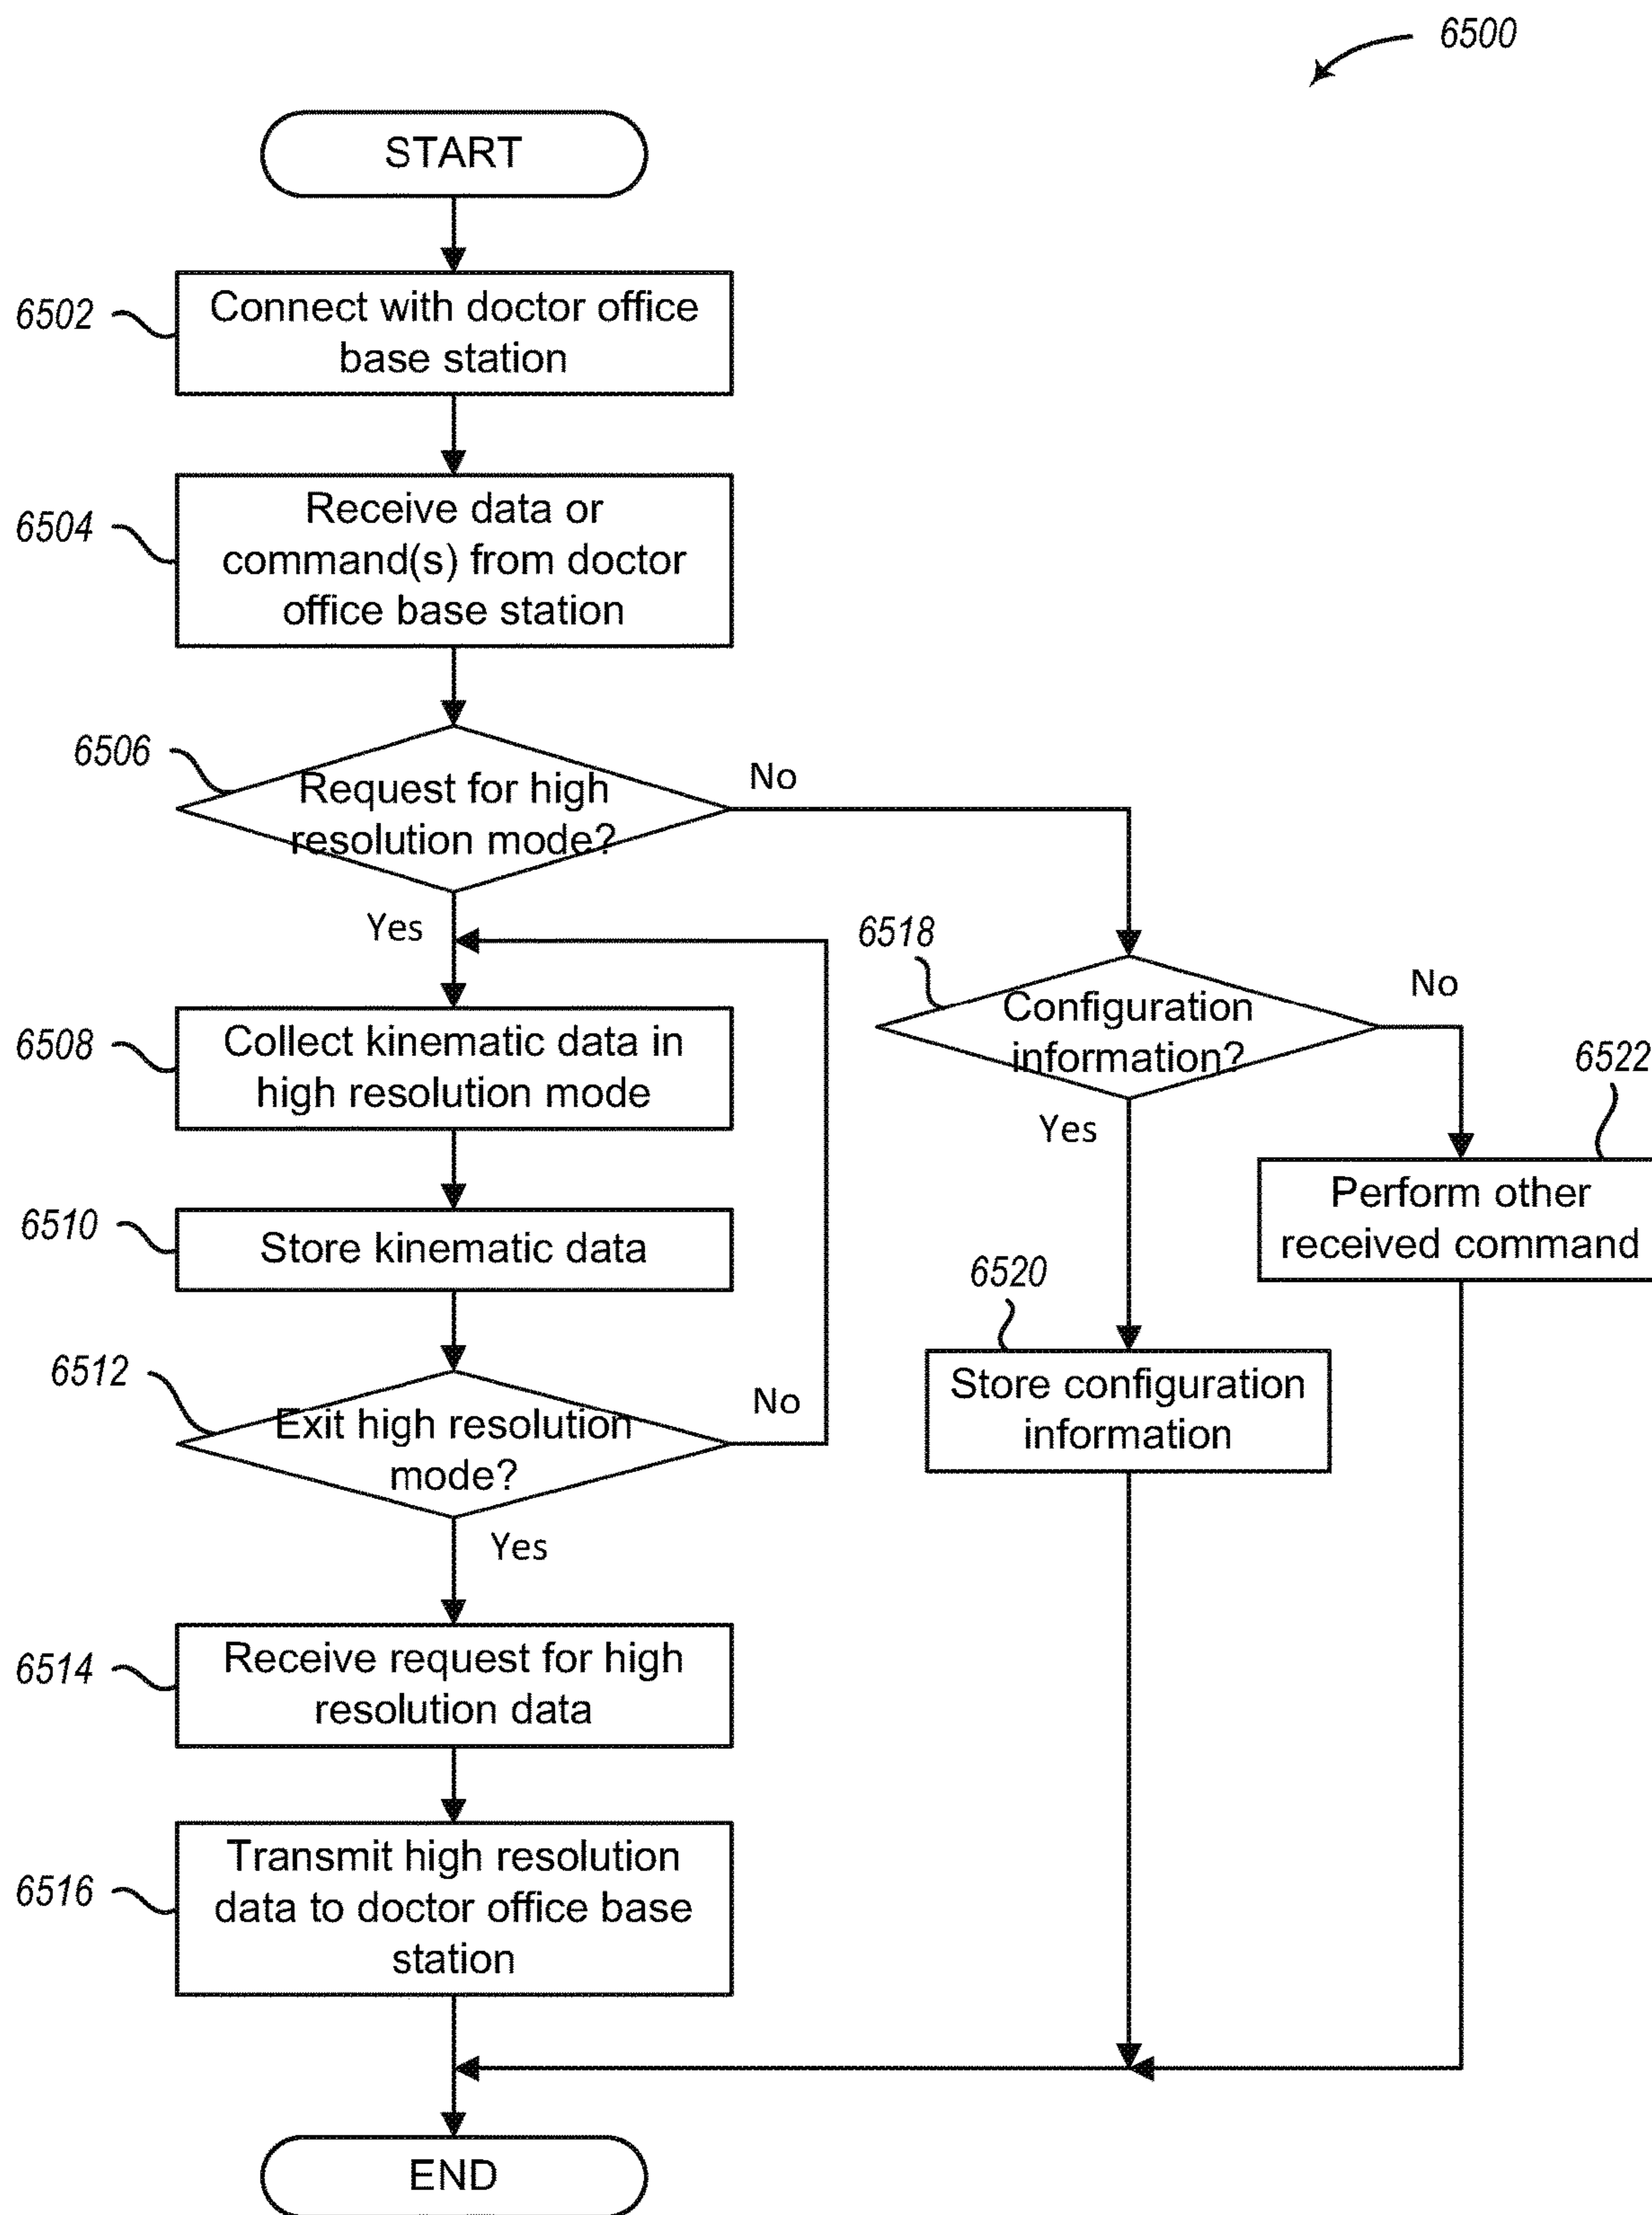 6500
START
6502
Connect with doctor office
base station
6504
Receive data or
command(s) from doctor
office base station
6506
Request for high
resolution mode?
No
Yes
6508
Collect kinematic data in
high resolution mode
6510
Store kinematic data
6512
Exit high resolution
mode?
No
Yes
6514
Receive request for high
resolution data
6516
Transmit high resolution
data to doctor office base
station
6518
Configuration
information?
No
Yes
6522
Perform other
received command
6520
Store configuration
information
END